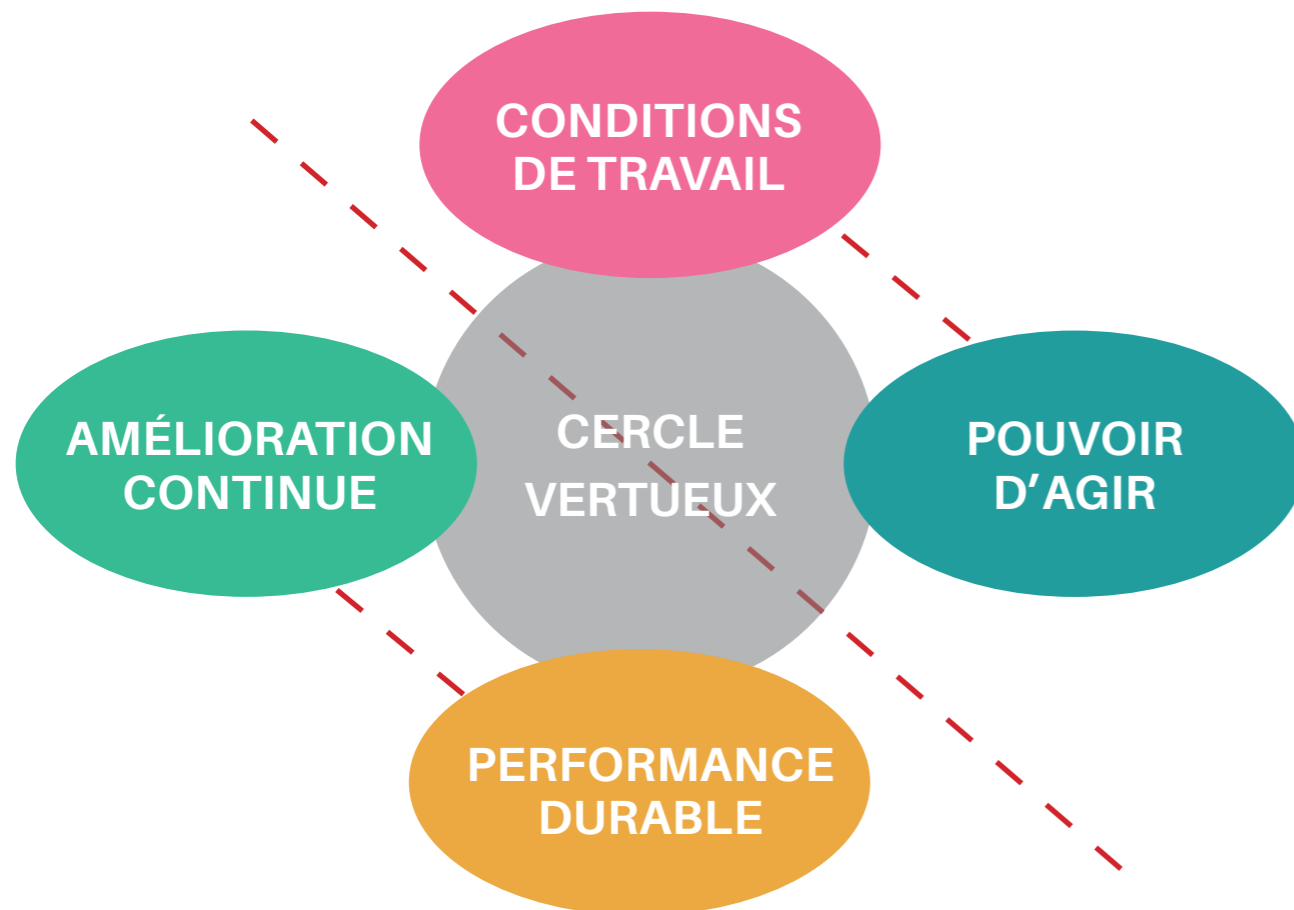 CONDITIONS
DE TRAVAIL
AMÉLIORATION
CONTINUE
CERCLE
VERTUEUX
POUVOIR
D’AGIR
PERFORMANCE
DURABLE